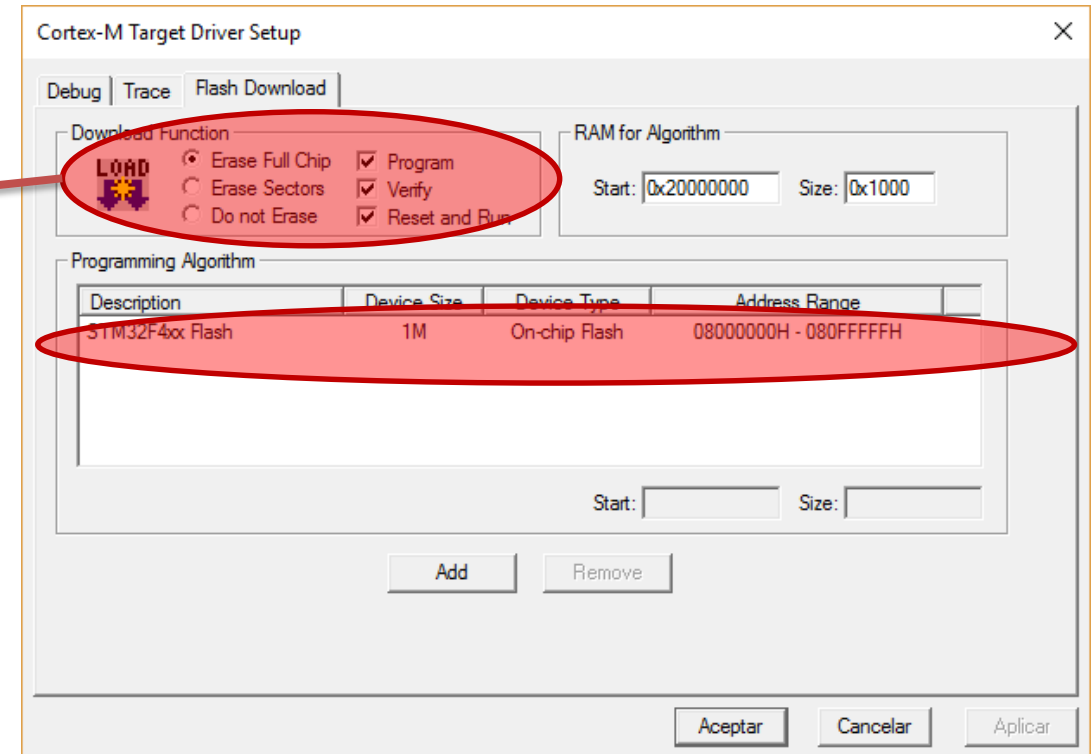 Cortex-M Target Driver Setup
Debug Trace Flash Download
Download Function
LOAD
Erase Full Chip Program
Erase Sectors Verify
Do not Erase Reset and Run
RAM for Algorithm
Start: 0x20000000 Size: 0x1000
Programming Algorithm
Description Device Size Device Type Address Range
STM32F4xx Flash 1M On-chip Flash 08000000H - 080FFFFFH
Start: Size:
Add Remove
Aceptar Cancelar Aplicar